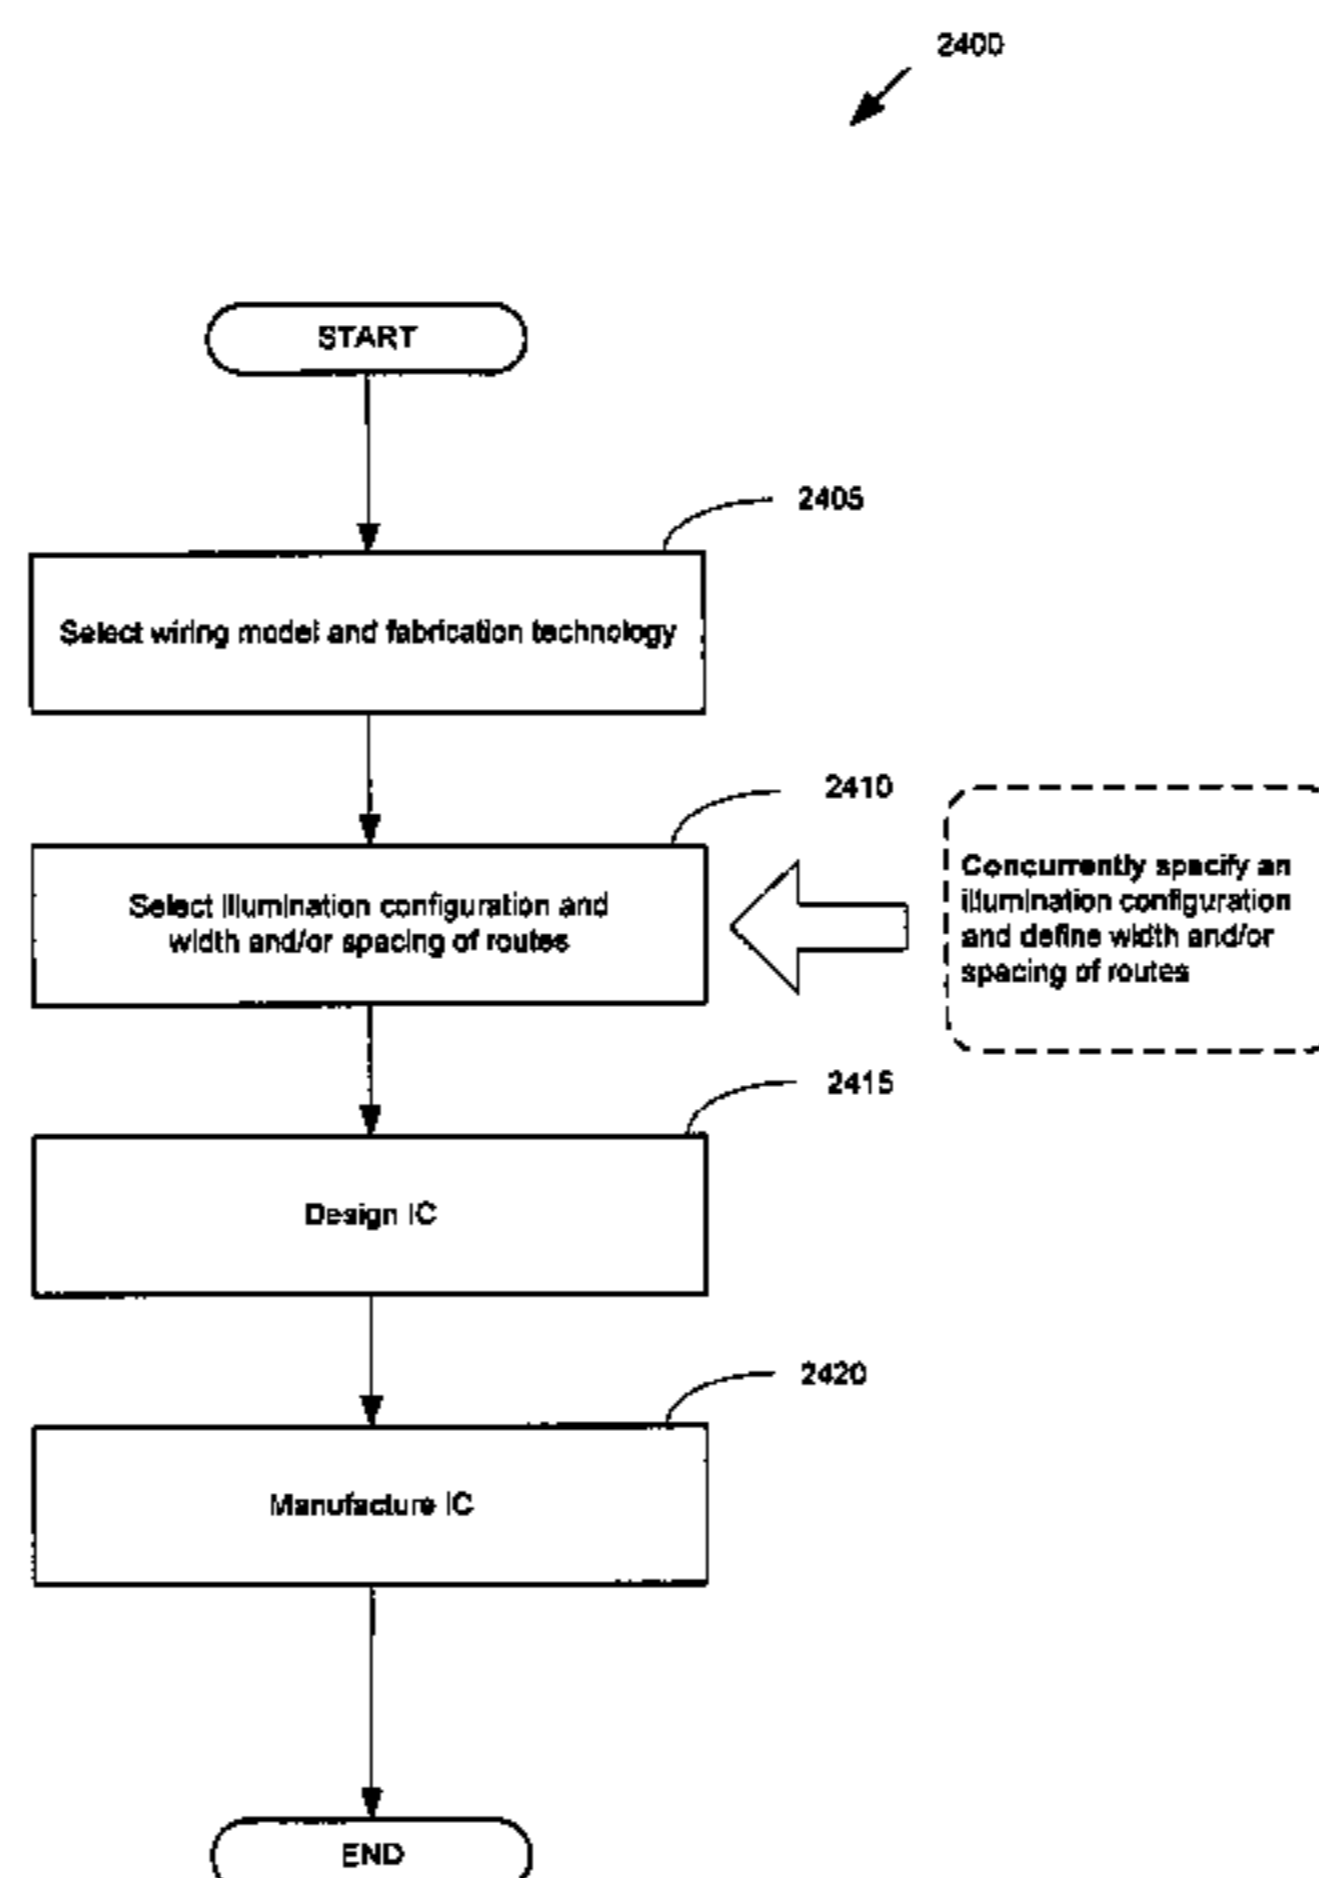 2400
START
2405
Select wiring model and fabrication technology
2410
Select illumination configuration and
width and/or spacing of routes
Concurrently specify an
illumination configuration
and define width and/or
spacing of routes
2415
Design IC
2420
Manufacture IC
END